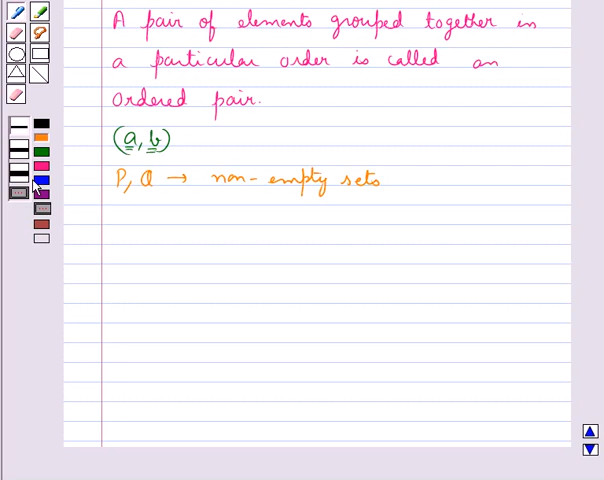 A pair of elements grouped together in
a particular order is called an
ordered pair.
(a, b)
P, Q → non-empty sets